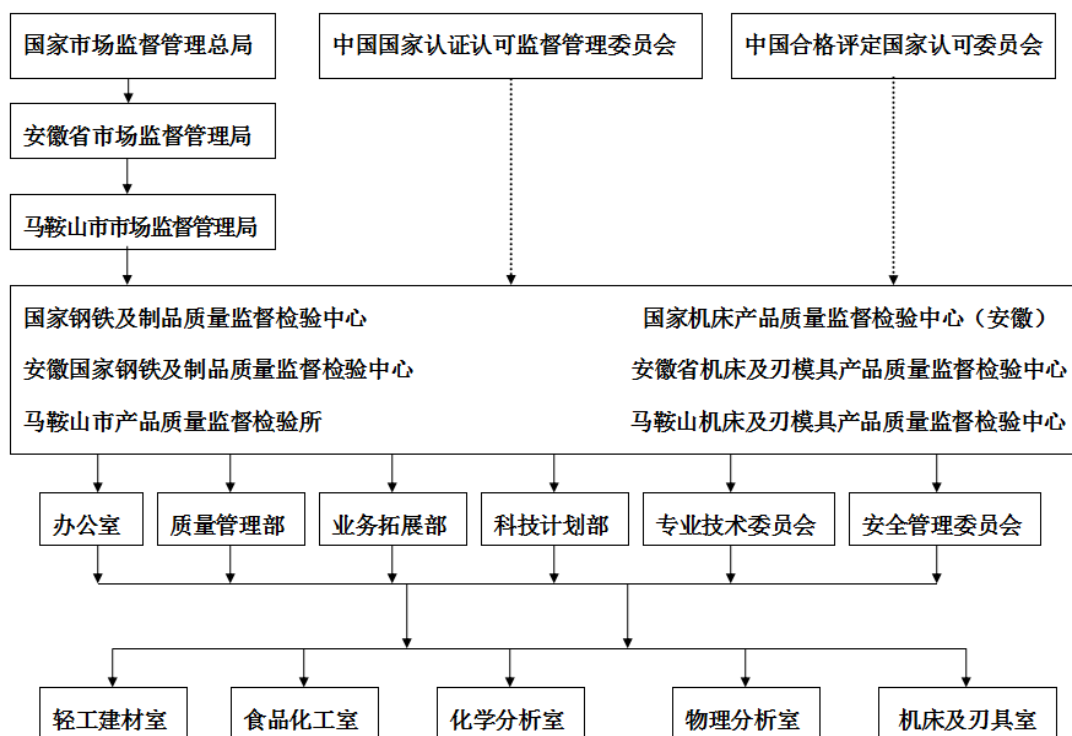 国家市场监督管理总局
中国国家认证认可监督管理委员会
中国合格评定国家认可委员会
安徽省市场监督管理局
马鞍山市市场监督管理局
国家钢铁及制品质量监督检验中心
国家机床产品质量监督检验中心（安徽）
安徽国家钢铁及制品质量监督检验中心
安徽省机床及刃模具产品质量监督检验中心
马鞍山市产品质量监督检验所
马鞍山机床及刃模具产品质量监督检验中心
办公室
质量管理部
业务拓展部
科技计划部
专业技术委员会
安全管理委员会
轻工建材室
食品化工室
化学分析室
物理分析室
机床及刃具室